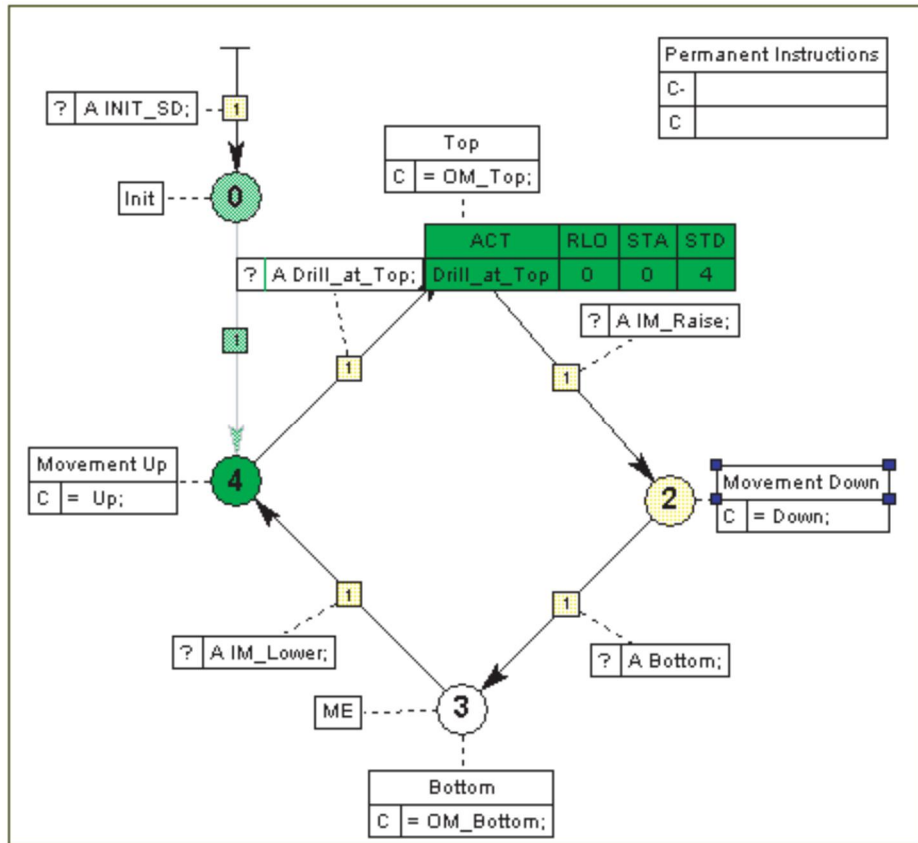 Permanent Instructions
C-
C
? A INIT_SD;
1
Top
C = OM_Top;
Init
0
ACT RLO STA STD
Drill_at_Top 0 0 4
? A Drill_at_Top;
? A IM_Raise;
1
1
1
Movement Up
C = Up;
4
2
Movement Down
C = Down;
1
1
? A IM_Lower;
? A Bottom;
ME
3
Bottom
C = OM_Bottom;